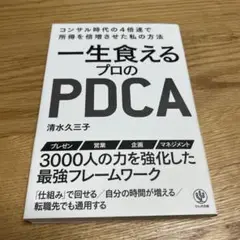 コンサル時代の4倍速で
所得を倍増させた私の方法
一生食える
プロの
PDCA
清水久三子
プレゼン 営業 企画 マネジメント
3000人の力を強化した
最強フレームワーク
「仕組み」で回せる／自分の時間が増える／
転職先でも通用する